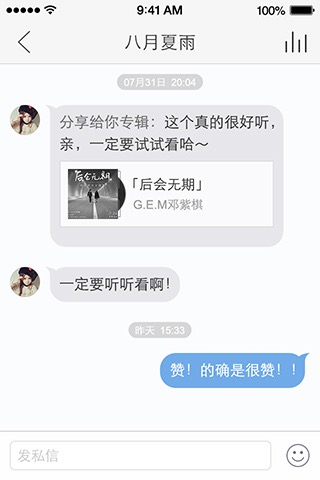 9:41 AM
100%
八月夏雨
07月31日 20:04
分享给你专辑：这个真的很好听，
亲，一定要试试看哈～
后会无期
「后会无期」
G.E.M邓紫棋
一定要听听看啊！
昨天 15:33
赞！的确是很赞！！
发私信